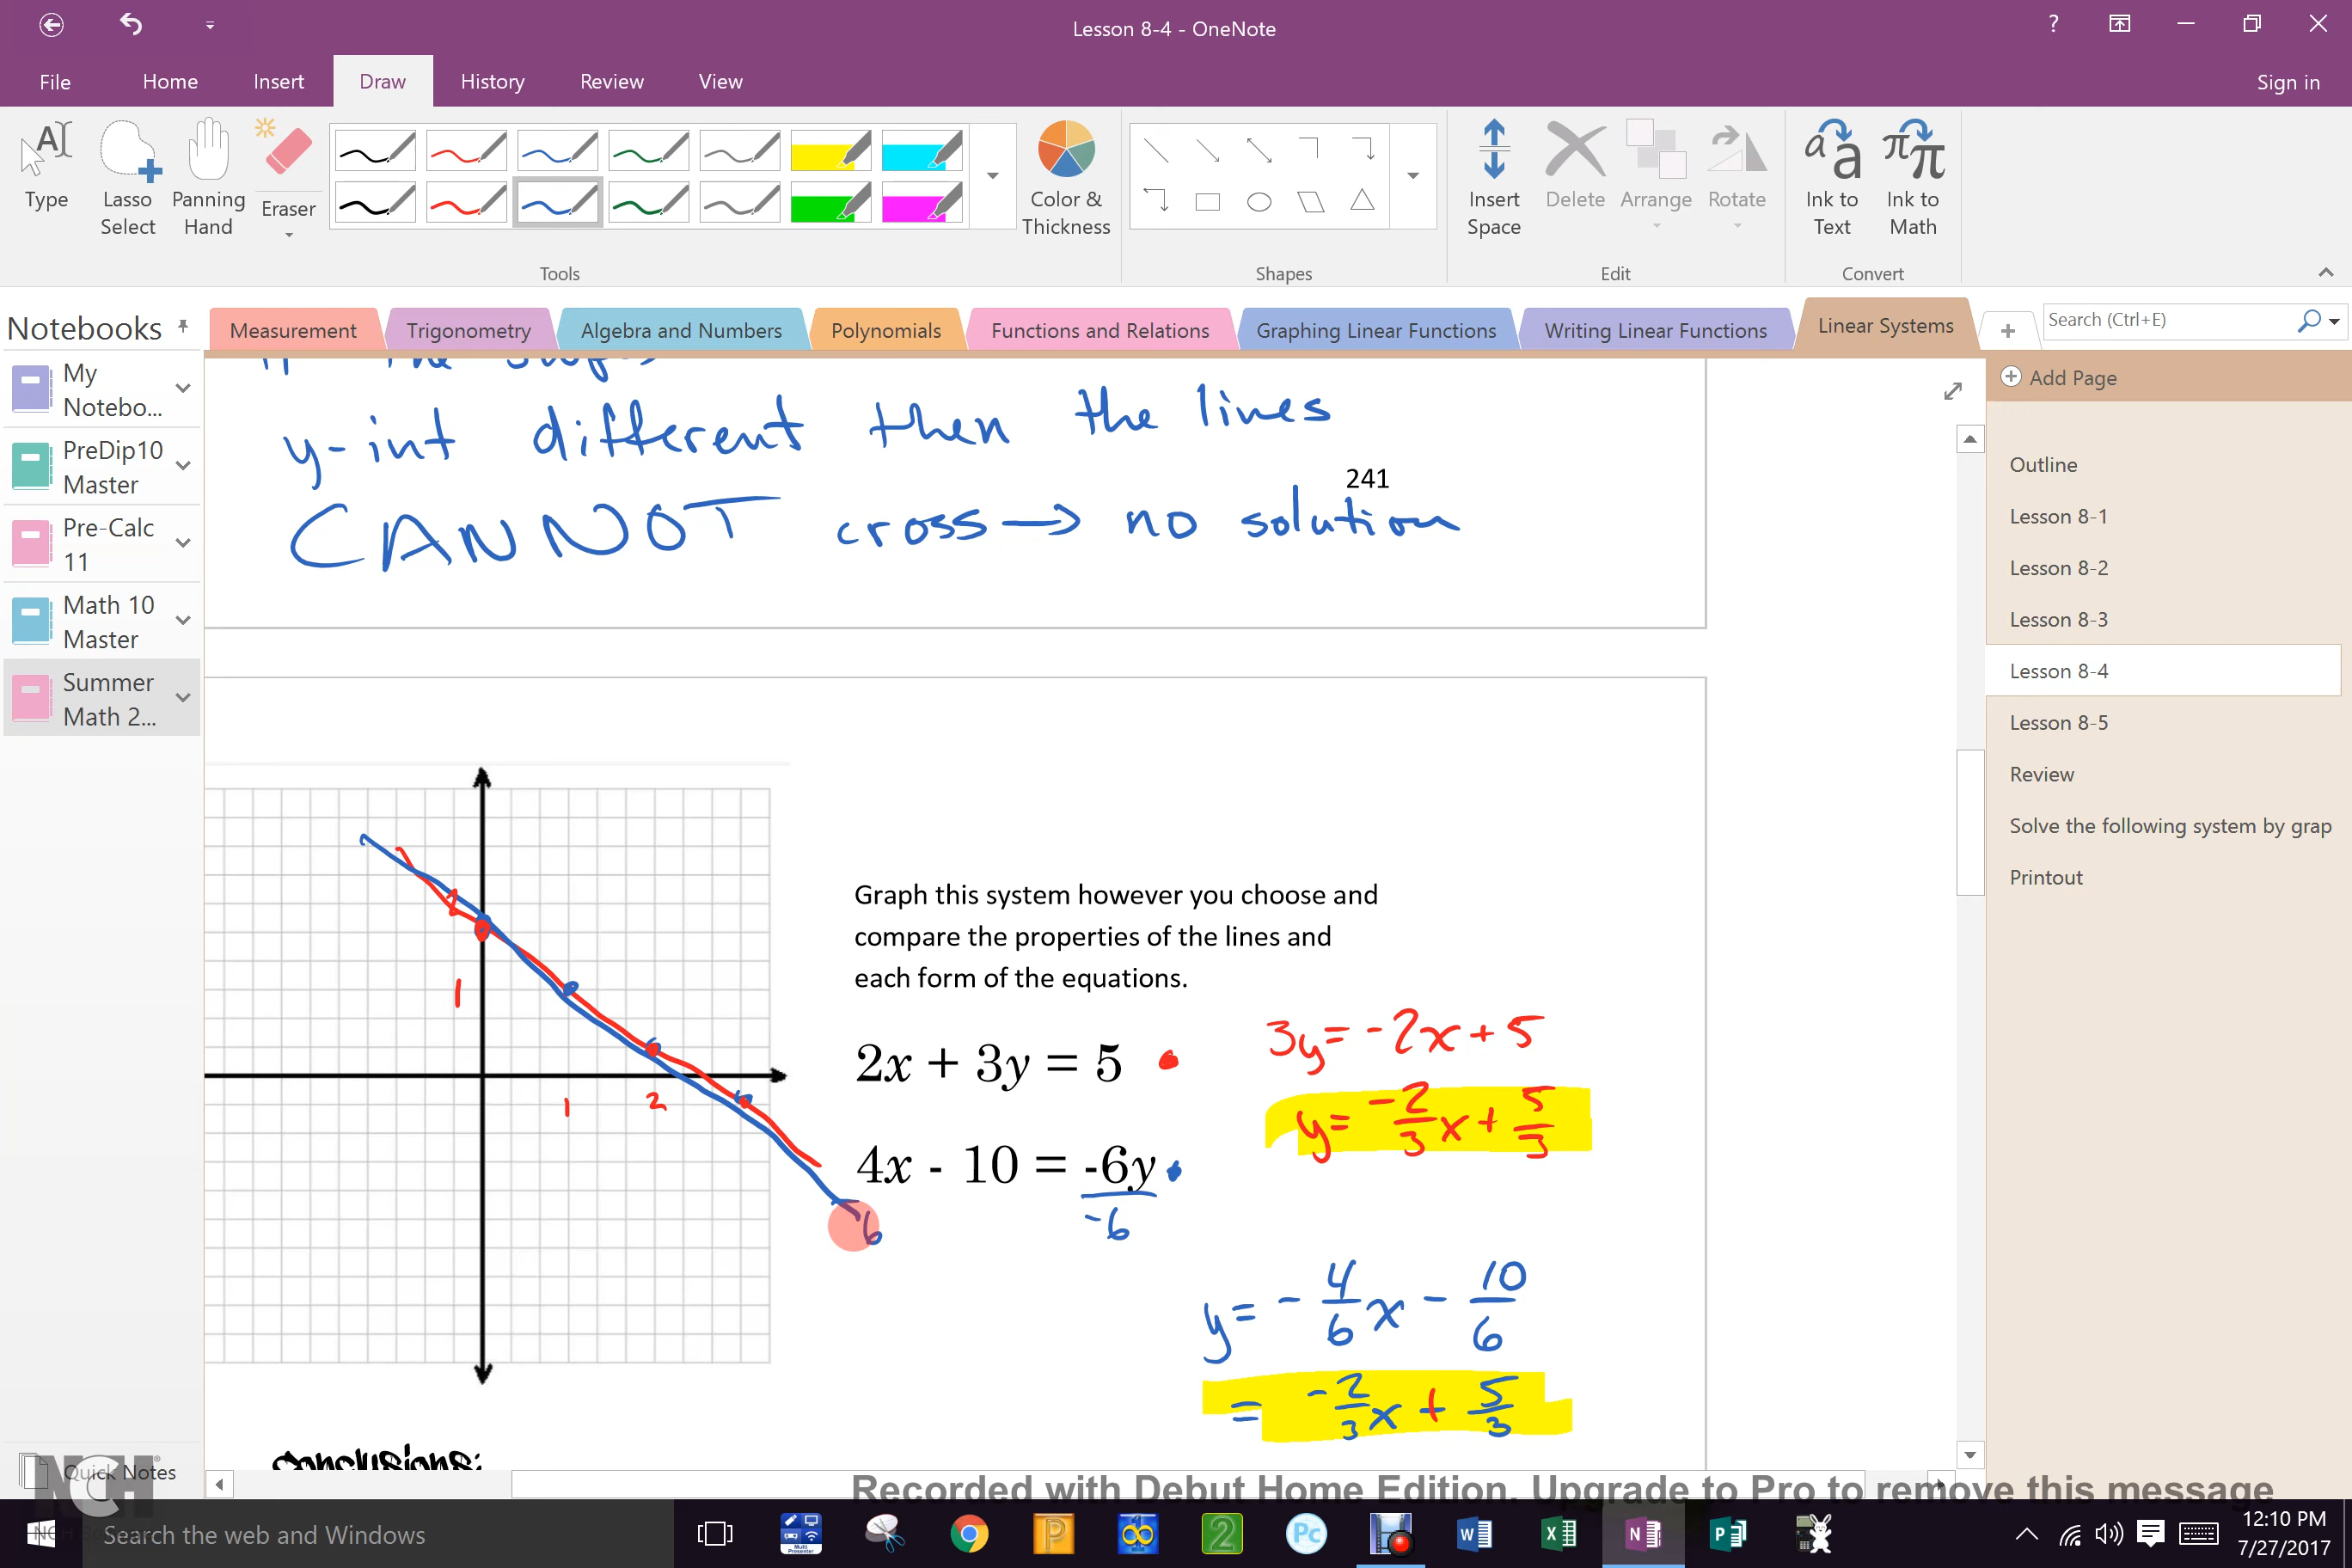 Lesson 8-4 - OneNote
?
File
Home
Insert
Draw
History
Review
View
Sign in
Type
Lasso Select
Panning Hand
Eraser
Color & Thickness
Insert Space
Delete
Arrange
Rotate
Ink to Text
Ink to Math
Tools
Shapes
Edit
Convert
Notebooks
Measurement
Trigonometry
Algebra and Numbers
Polynomials
Functions and Relations
Graphing Linear Functions
Writing Linear Functions
Linear Systems
+
Search (Ctrl+E)
My Notebo...
PreDip10 Master
Pre-Calc 11
Math 10 Master
Summer Math 2...
Quick Notes
y-int different then the lines
241
CANNOT cross → no solution
Graph this system however you choose and
compare the properties of the lines and
each form of the equations.
2x + 3y = 5
3y = -2x + 5
y = -2/3 x + 5/3
4x - 10 = -6y
-6
-6
y = - 4/6 x - 10/6
= -2/3 x + 5/3
1
1
2
Conclusions:
Add Page
Outline
Lesson 8-1
Lesson 8-2
Lesson 8-3
Lesson 8-4
Lesson 8-5
Review
Solve the following system by grap
Printout
NCH
Recorded with Debut Home Edition. Upgrade to Pro to remove this message
Search the web and Windows
12:10 PM
7/27/2017